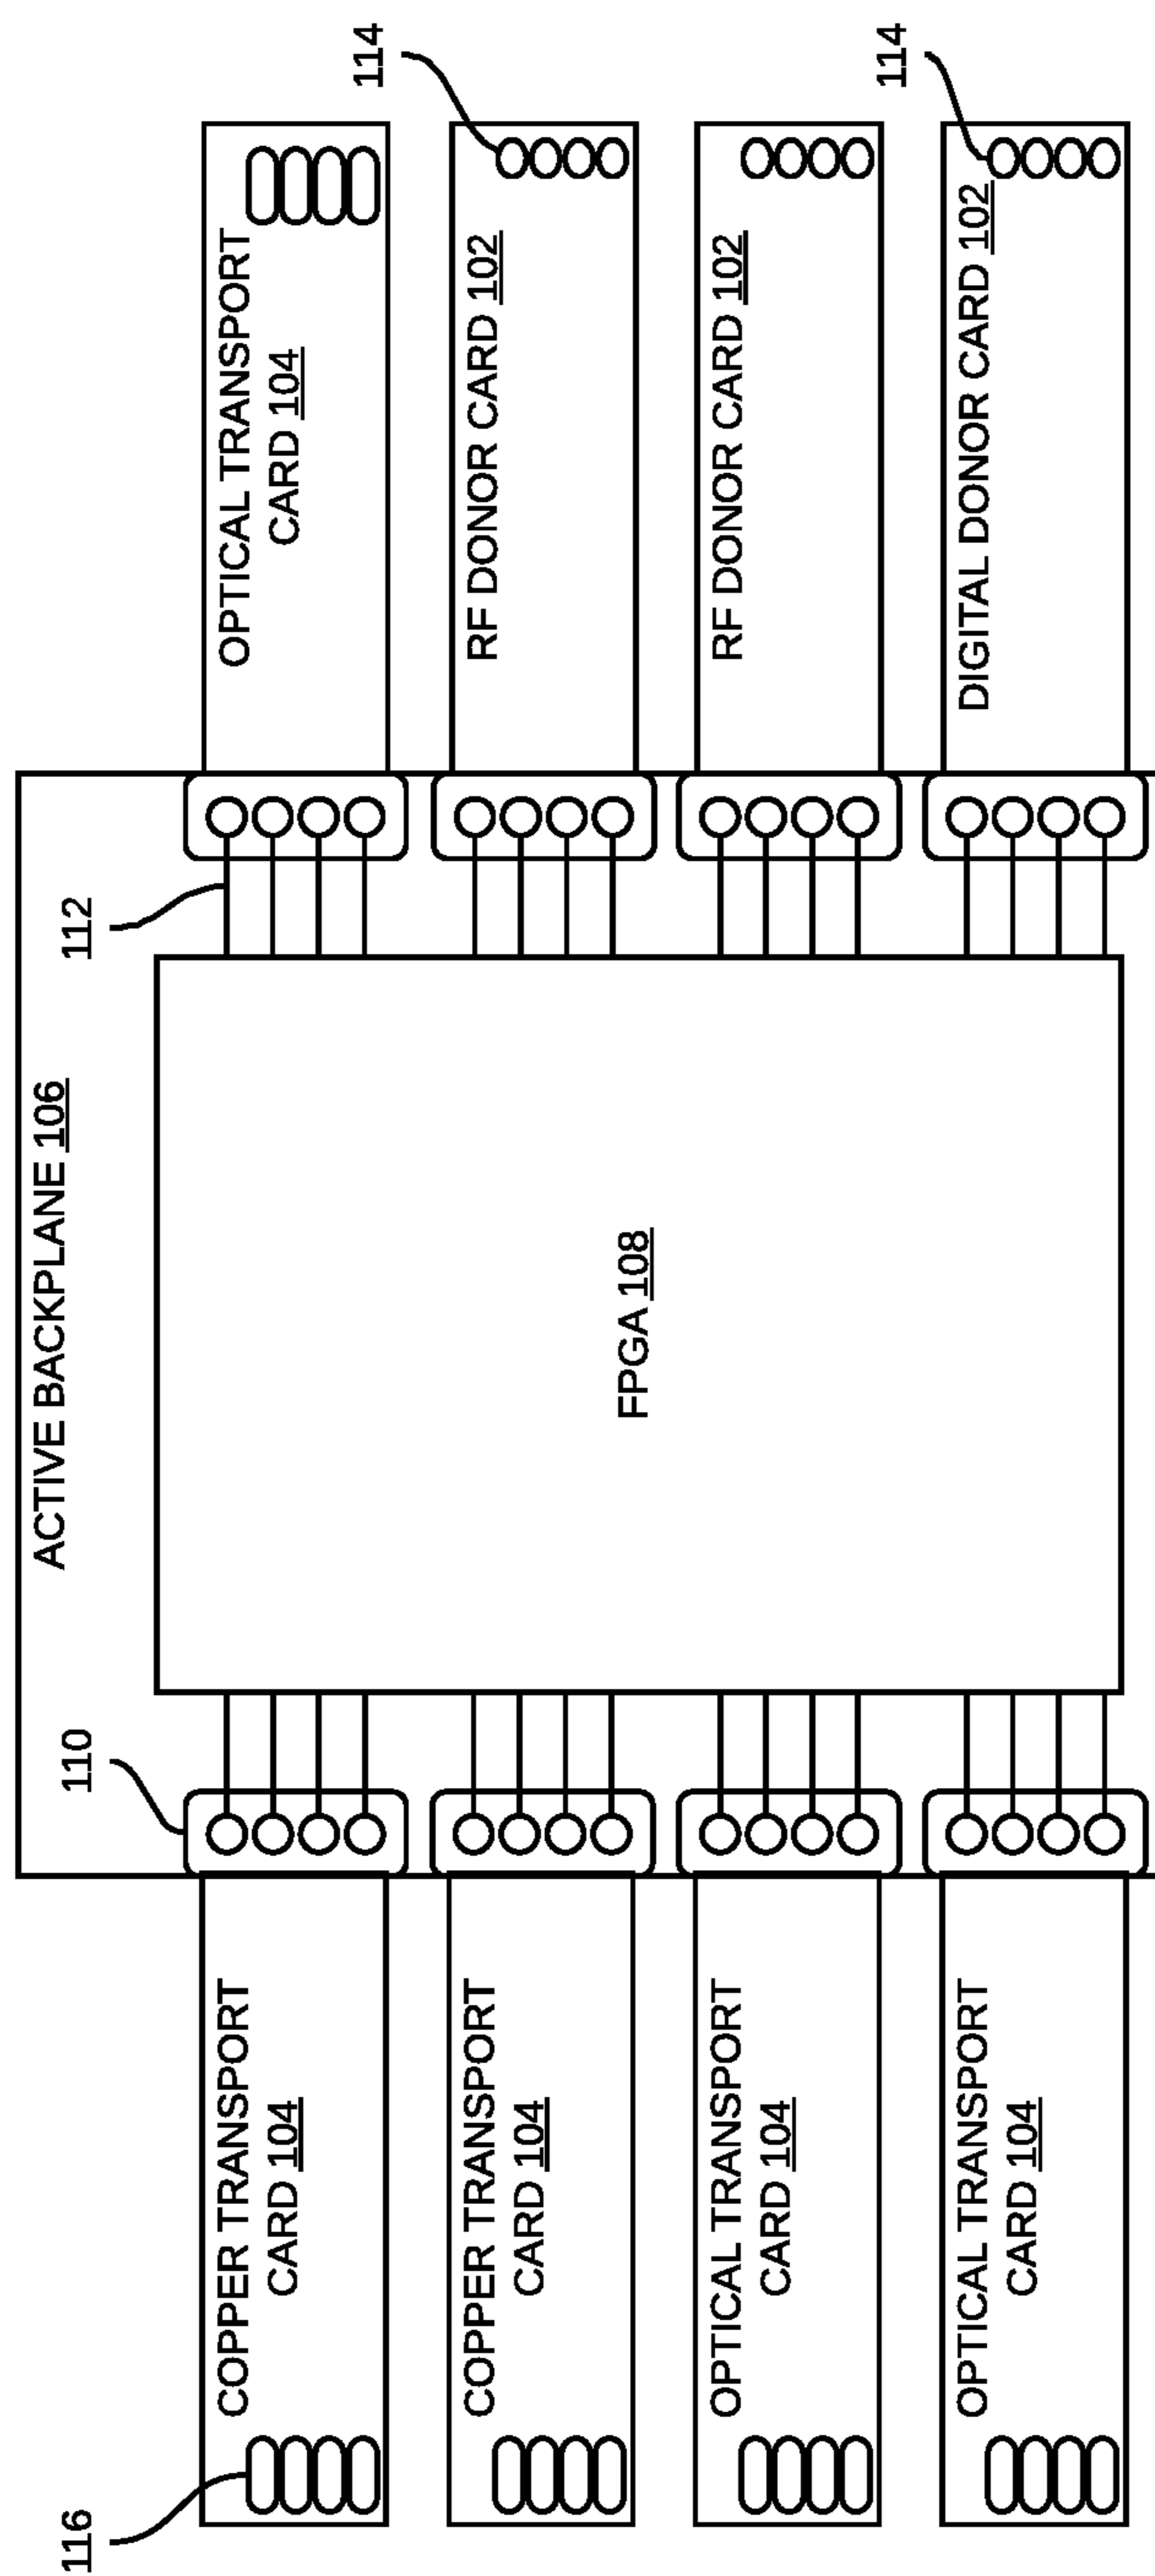 ACTIVE BACKPLANE 106
116
110
112
COPPER TRANSPORT
CARD 104
OPTICAL TRANSPORT
CARD 104
114
COPPER TRANSPORT
CARD 104
RF DONOR CARD 102
FPGA 108
OPTICAL TRANSPORT
CARD 104
RF DONOR CARD 102
114
OPTICAL TRANSPORT
CARD 104
DIGITAL DONOR CARD 102